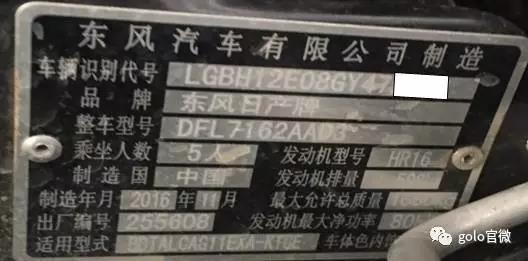 东风汽车有限公司制造
车辆识别代号 LGBH12E08GY47
品牌 东风日产牌
整车型号 DFL7162AAD3
乘坐人数 5人 发动机型号 HR16
制造国 中国 发动机排量
制造年月 2016年11月 最大允许总质量
出厂编号 255608 发动机最大净功率
适用型式 车体色内饰
golo官微